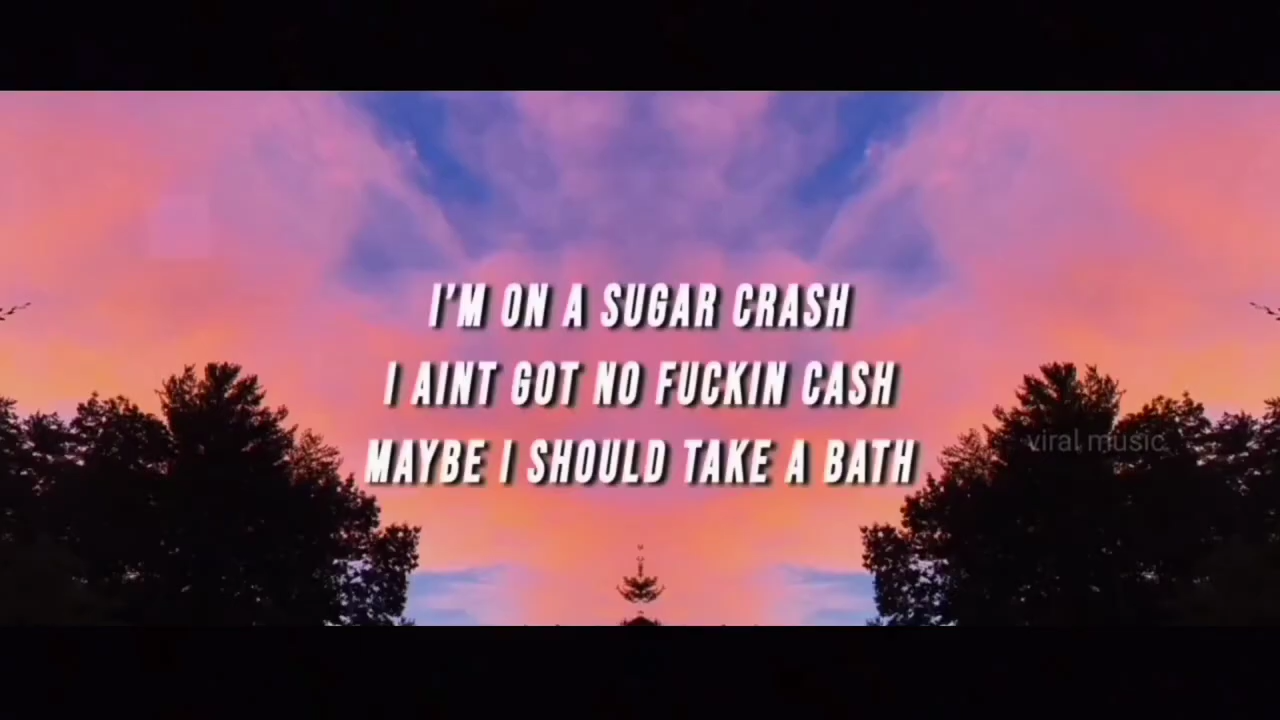 I'M ON A SUGAR CRASH
I AINT GOT NO FUCKIN CASH
MAYBE I SHOULD TAKE A BATH
viral music